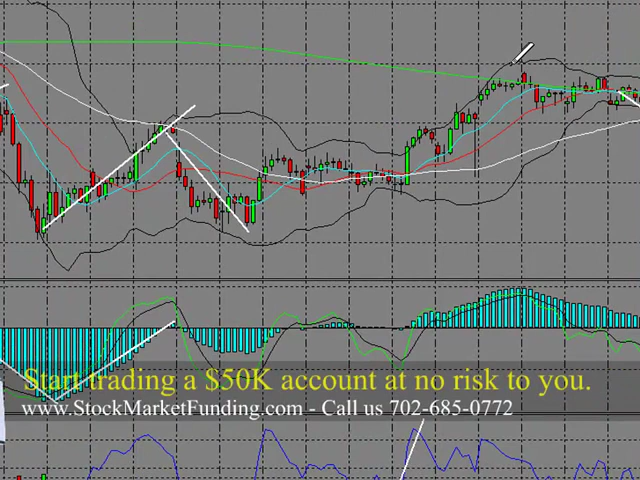 Start trading a $50K account at no risk to you.
www.StockMarketFunding.com - Call us 702-685-0772